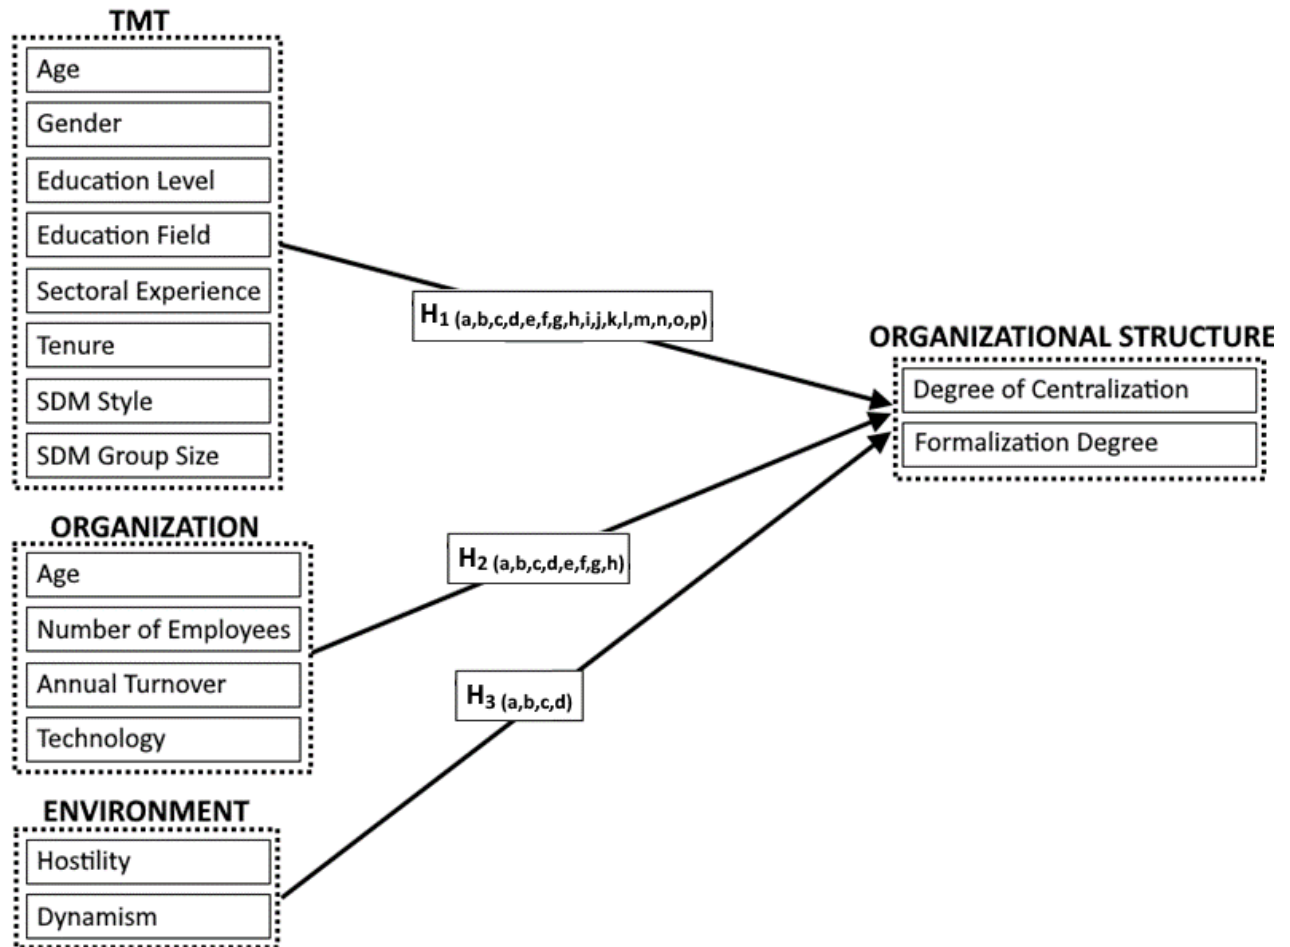 TMT
Age
Gender
Education Level
Education Field
Sectoral Experience
Tenure
SDM Style
SDM Group Size
H1 (a,b,c,d,e,f,g,h,i,j,k,l,m,n,o,p)
ORGANIZATIONAL STRUCTURE
Degree of Centralization
Formalization Degree
ORGANIZATION
Age
Number of Employees
Annual Turnover
Technology
H2 (a,b,c,d,e,f,g,h)
H3 (a,b,c,d)
ENVIRONMENT
Hostility
Dynamism